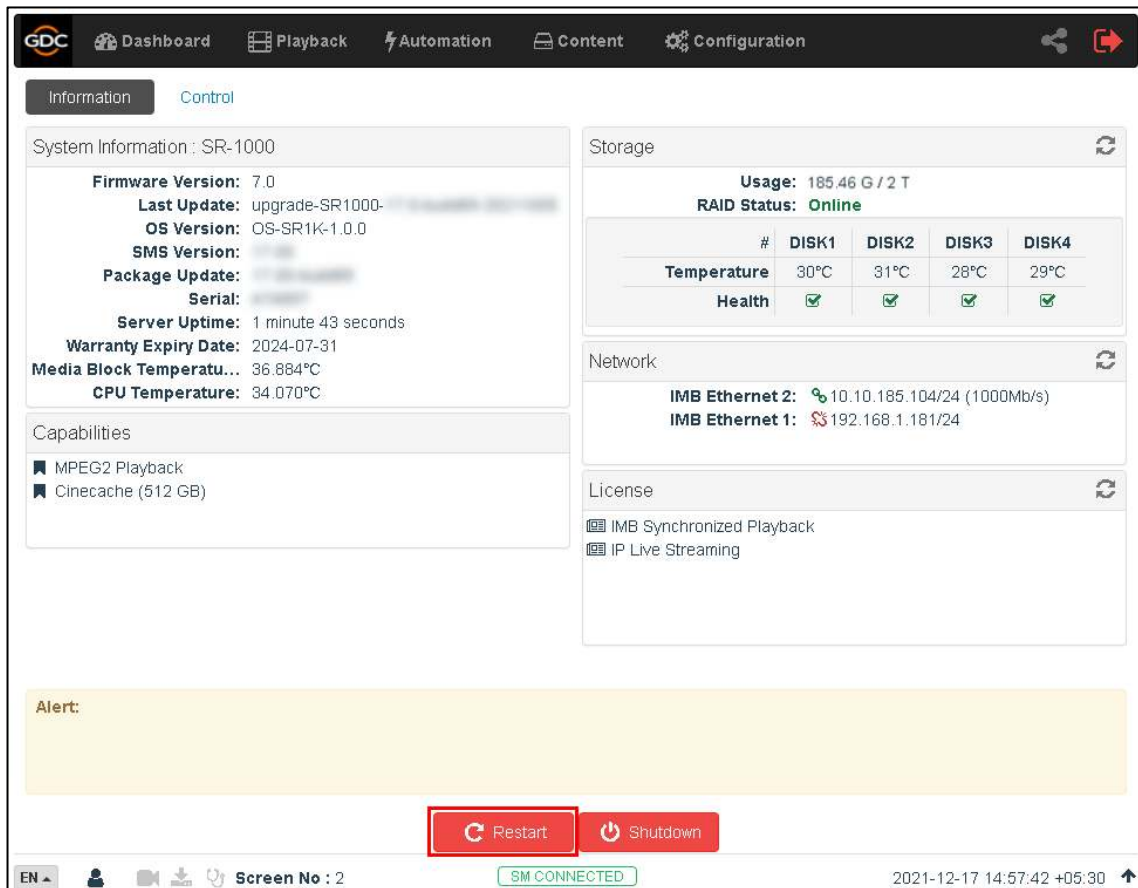 GDC Dashboard Playback Automation Content Configuration
Information Control
System Information : SR-1000
Firmware Version: 7.0
Last Update: upgrade-SR1000-
OS Version: OS-SR1K-1.0.0
SMS Version:
Package Update:
Serial:
Server Uptime: 1 minute 43 seconds
Warranty Expiry Date: 2024-07-31
Media Block Temperatu... 36.884°C
CPU Temperature: 34.070°C
Capabilities
MPEG2 Playback
Cinecache (512 GB)
Storage
Usage: 185.46 G / 2 T
RAID Status: Online
# DISK1 DISK2 DISK3 DISK4
Temperature 30°C 31°C 28°C 29°C
Health
Network
IMB Ethernet 2: 10.10.185.104/24 (1000Mb/s)
IMB Ethernet 1: 192.168.1.181/24
License
IMB Synchronized Playback
IP Live Streaming
Alert:
Restart Shutdown
EN Screen No : 2 SM CONNECTED 2021-12-17 14:57:42 +05:30